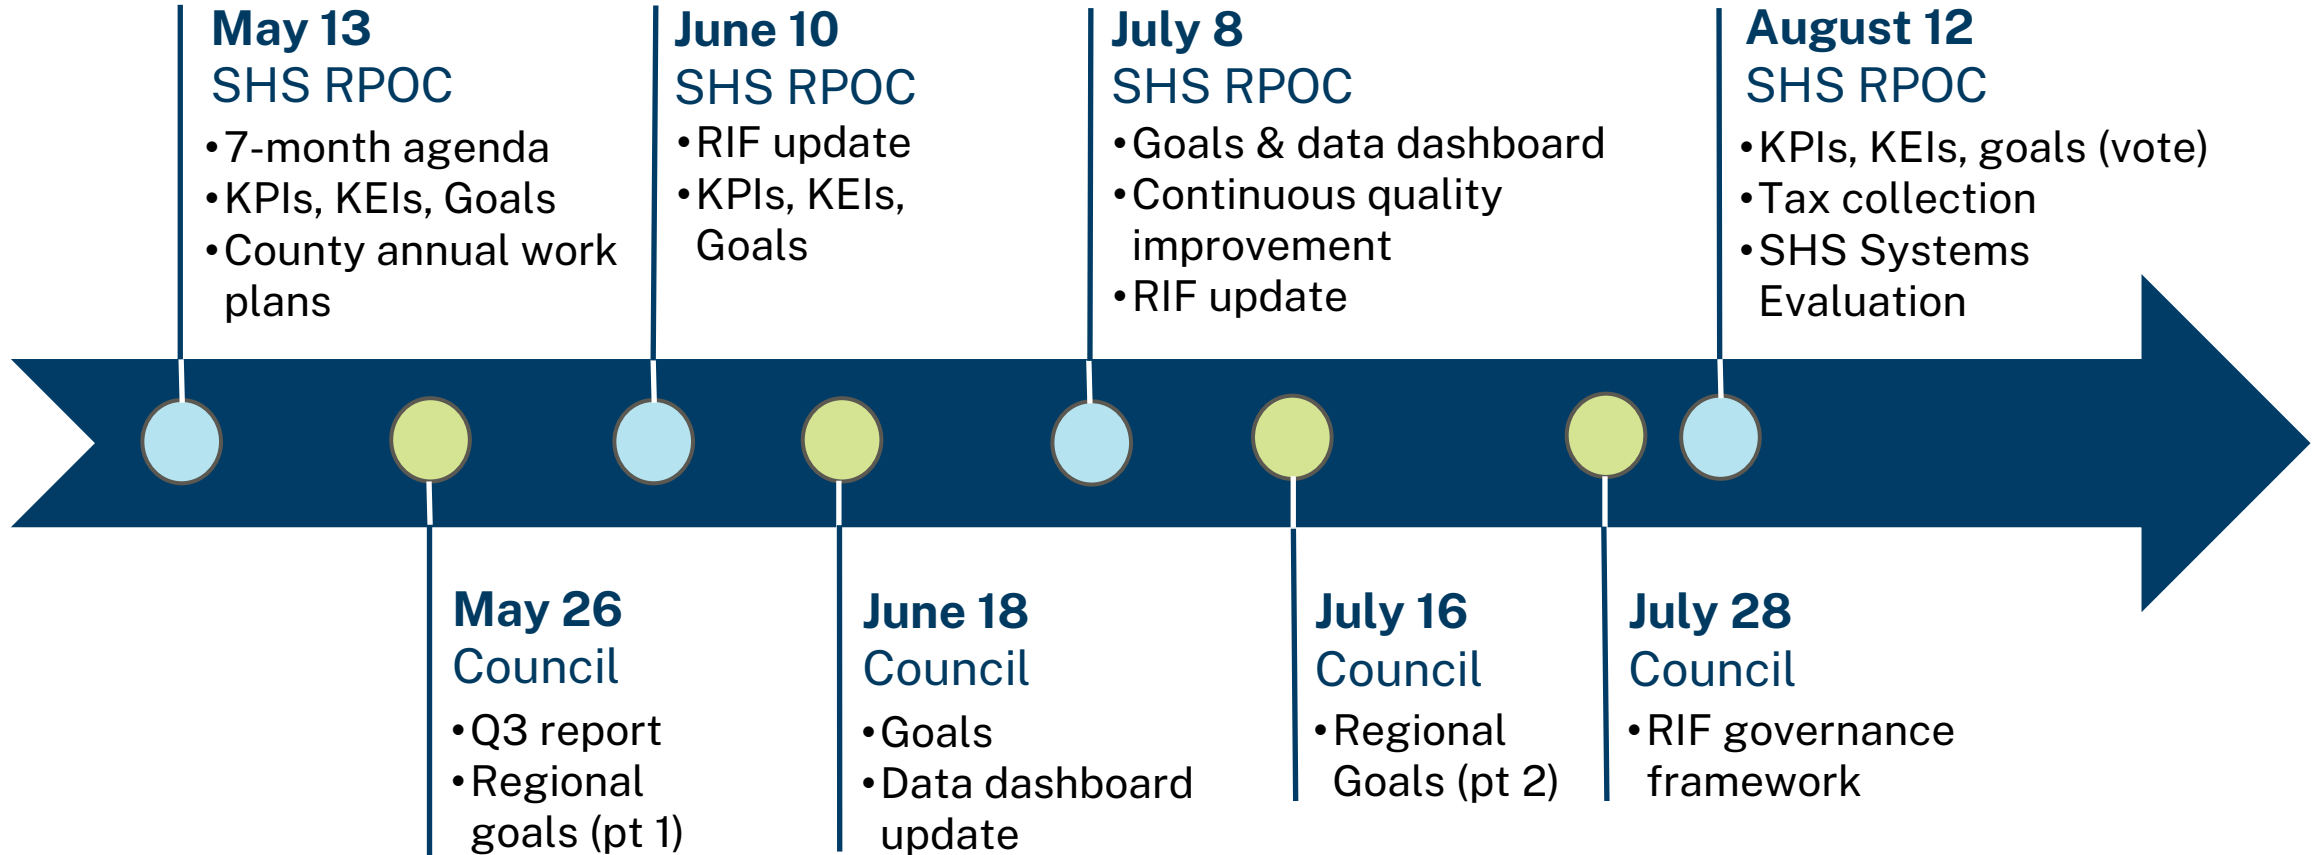 May 13
SHS RPOC
•7-month agenda
•KPIs, KEIs, Goals
•County annual work
plans
June 10
SHS RPOC
•RIF update
•KPIs, KEIs,
Goals
July 8
SHS RPOC
•Goals & data dashboard
•Continuous quality
improvement
•RIF update
August 12
SHS RPOC
•KPIs, KEIs, goals (vote)
•Tax collection
•SHS Systems
Evaluation
May 26
Council
•Q3 report
•Regional
goals (pt 1)
June 18
Council
•Goals
•Data dashboard
update
July 16
Council
•Regional
Goals (pt 2)
July 28
Council
•RIF governance
framework